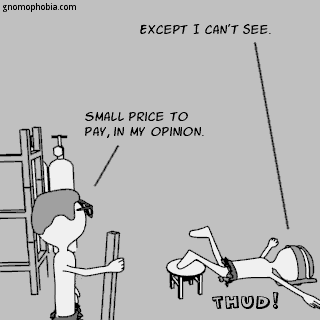 gnomophobia.com
EXCEPT I CAN'T SEE.
SMALL PRICE TO
PAY, IN MY OPINION.
THUD!